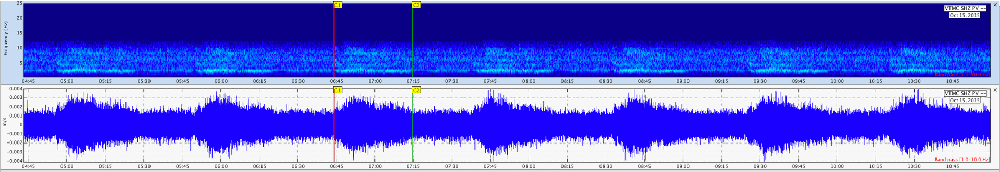 C1 C2
VTMC SHZ PV --
Oct 15, 2015
Frequency (Hz)
25
20
15
10
5
Band pass [1.0-10.0 Hz]
04:45 05:00 05:15 05:30 05:45 06:00 06:15 06:30 06:45 07:00 07:15 07:30 07:45 08:00 08:15 08:30 08:45 09:00 09:15 09:30 09:45 10:00 10:15 10:30 10:45
C1 C2
VTMC SHZ PV --
Oct 15, 2015
m/s
0.004
0.003
0.002
0.001
0
-0.001
-0.002
-0.003
-0.004
Band pass [1.0-10.0 Hz]
04:45 05:00 05:15 05:30 05:45 06:00 06:15 06:30 06:45 07:00 07:15 07:30 07:45 08:00 08:15 08:30 08:45 09:00 09:15 09:30 09:45 10:00 10:15 10:30 10:45